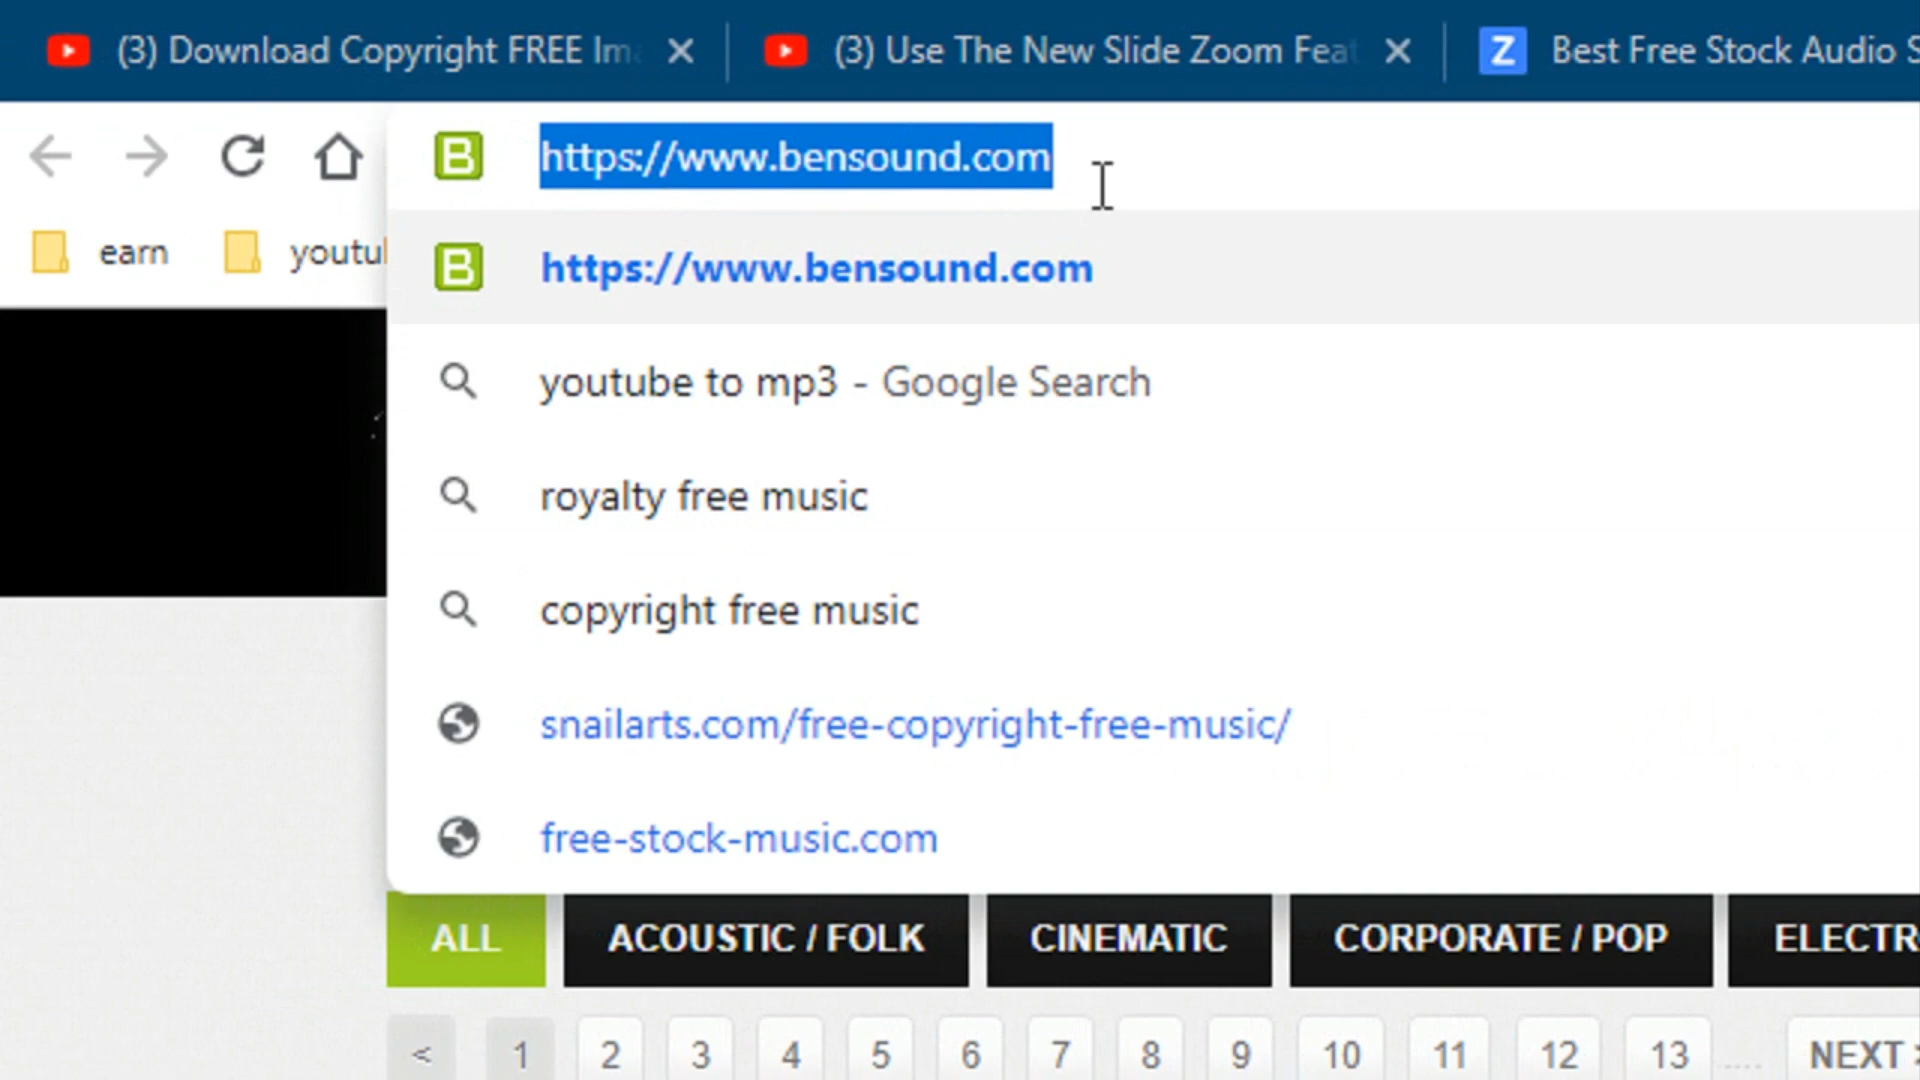 (3) Download Copyright FREE Im
(3) Use The New Slide Zoom Feat
Z Best Free Stock Audio S
B https://www.bensound.com
earn youtu
B https://www.bensound.com
youtube to mp3 - Google Search
royalty free music
copyright free music
snailarts.com/free-copyright-free-music/
free-stock-music.com
ALL ACOUSTIC / FOLK CINEMATIC CORPORATE / POP ELECTR
< 1 2 3 4 5 6 7 8 9 10 11 12 13 .... NEXT >